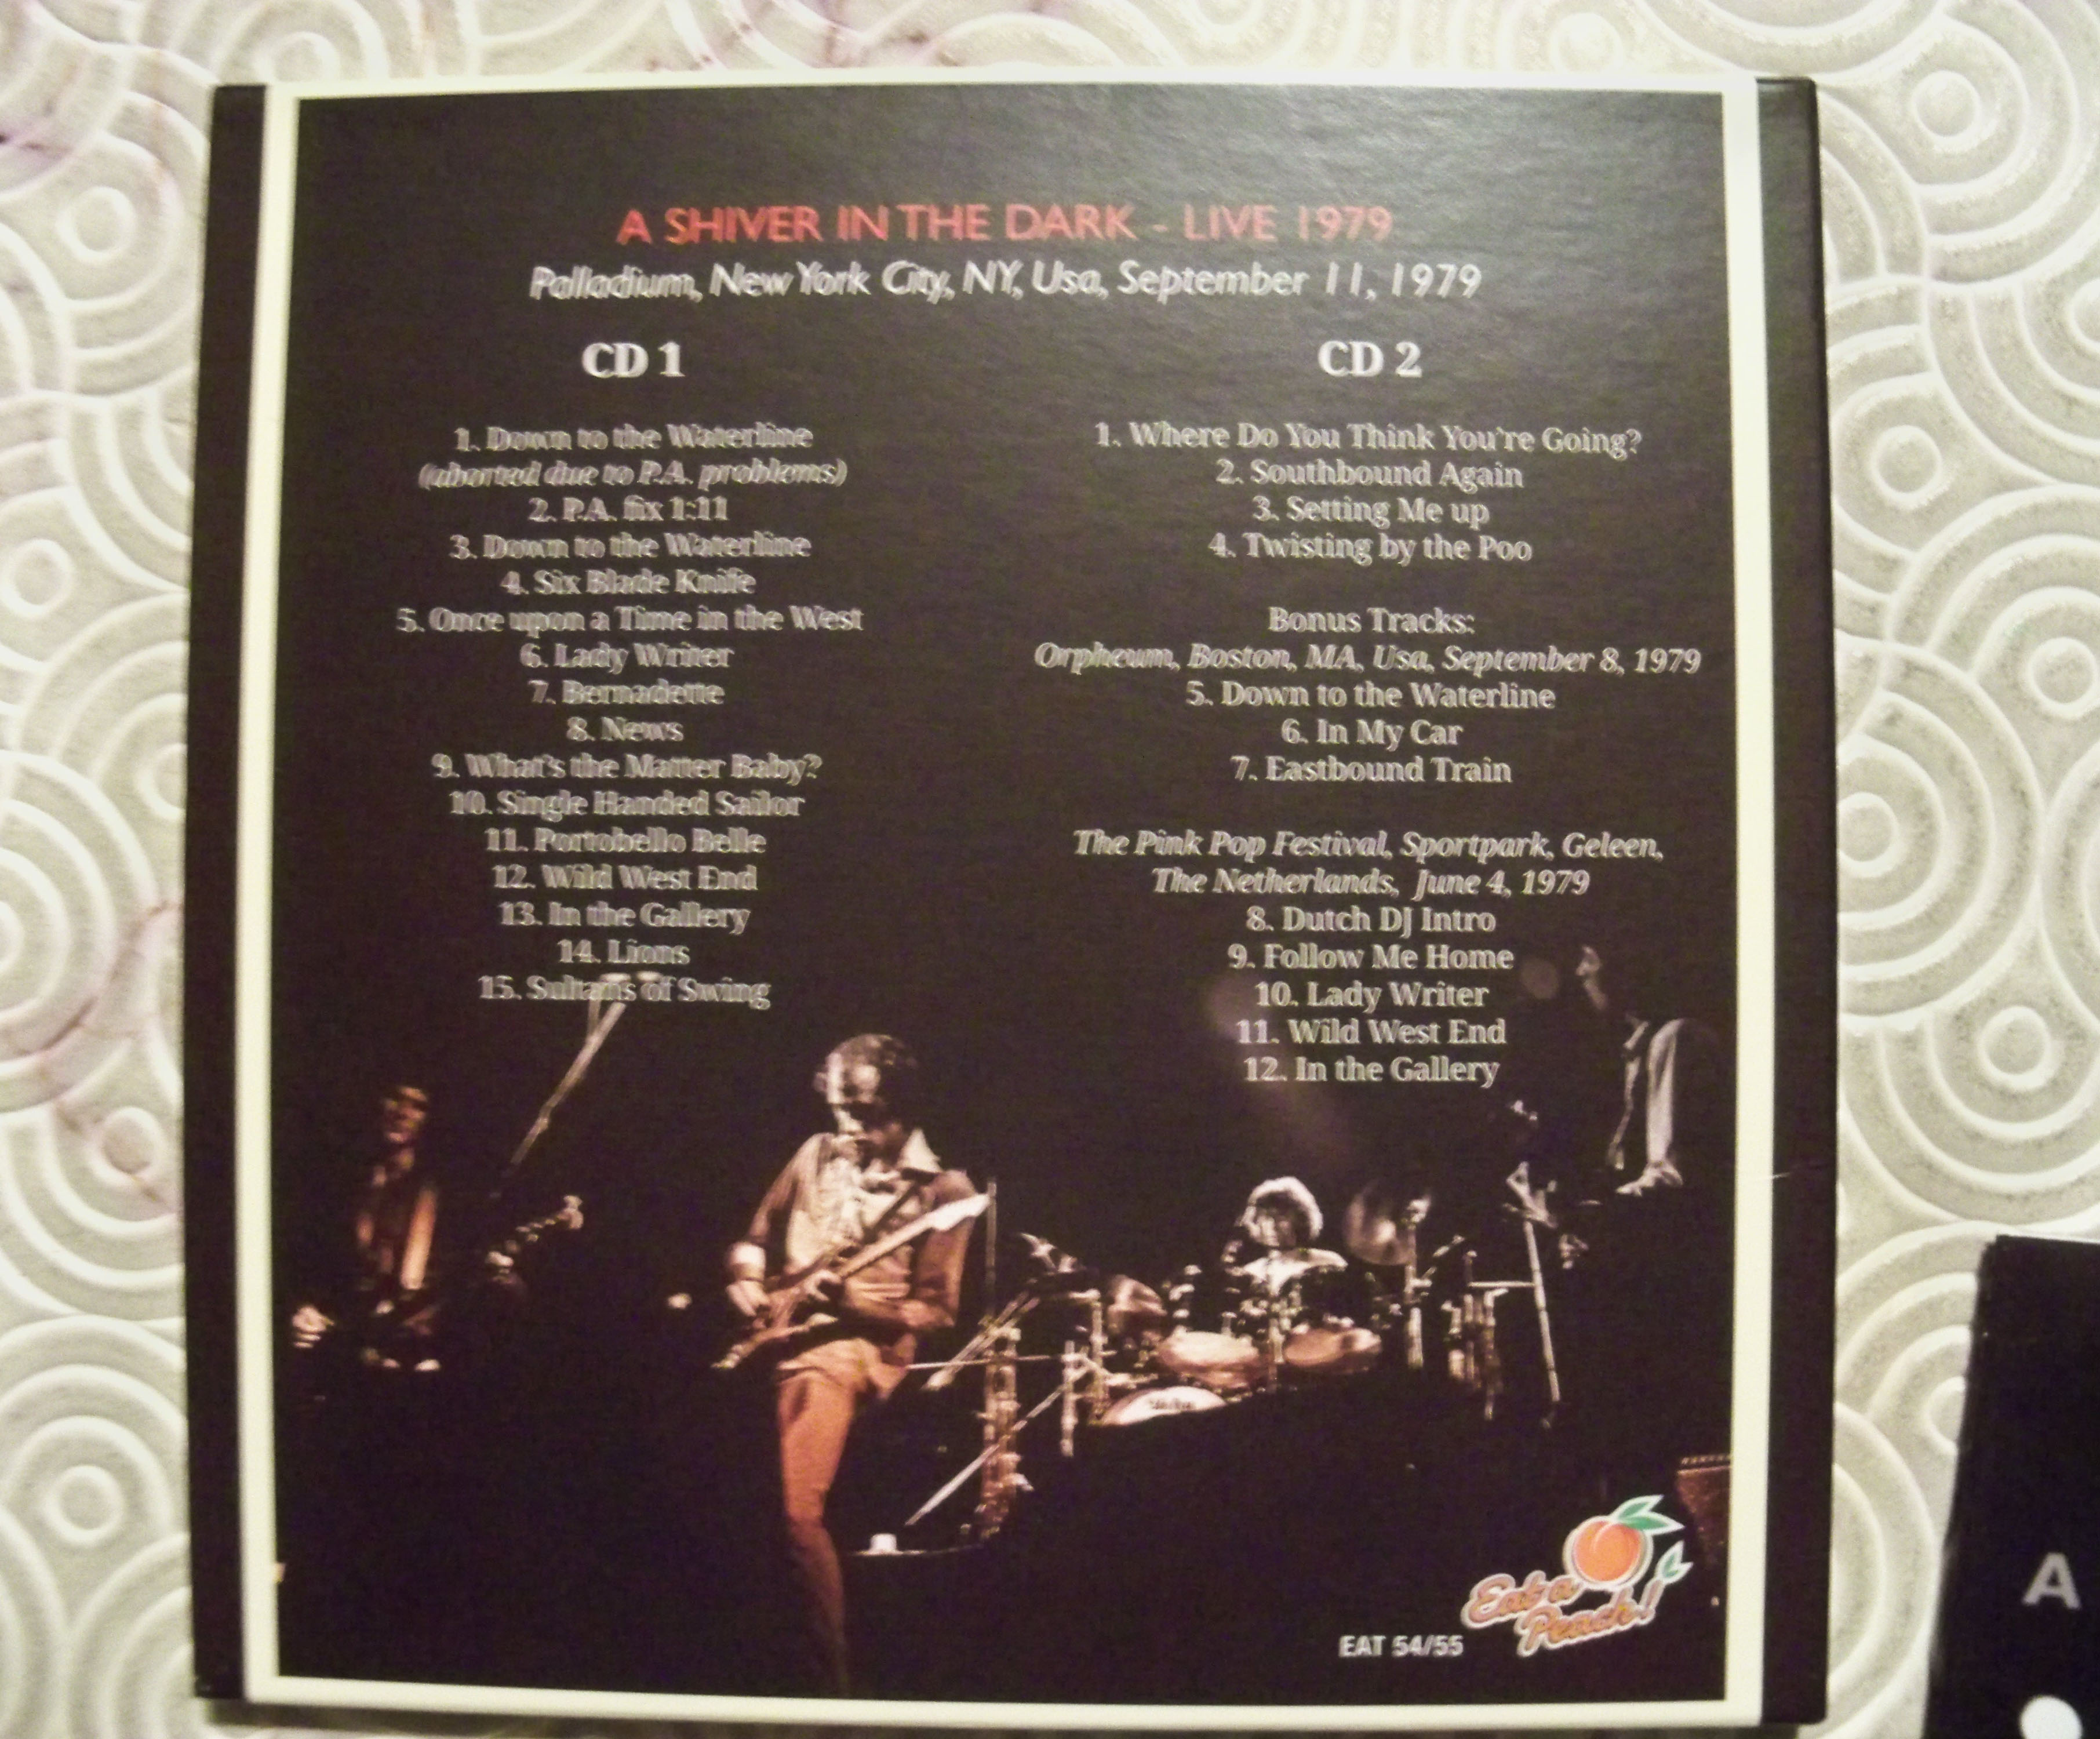 A SHIVER IN THE DARK - LIVE 1979
Palladium, New York City, NY, Usa, September 11, 1979
CD 1
1. Down to the Waterline
(aborted due to P.A. problems)
2. P.A. fix 1:11
3. Down to the Waterline
4. Six Blade Knife
5. Once upon a Time in the West
6. Lady Writer
7. Bernadette
8. News
9. What's the Matter Baby?
10. Single Handed Sailor
11. Portobello Belle
12. Wild West End
13. In the Gallery
14. Lions
15. Sultans of Swing
CD 2
1. Where Do You Think You're Going?
2. Southbound Again
3. Setting Me up
4. Twisting by the Poo
Bonus Tracks:
Orpheum, Boston, MA, Usa, September 8, 1979
5. Down to the Waterline
6. In My Car
7. Eastbound Train
The Pink Pop Festival, Sportpark, Geleen,
The Netherlands, June 4, 1979
8. Dutch DJ Intro
9. Follow Me Home
10. Lady Writer
11. Wild West End
12. In the Gallery
Eat a
Peach!
EAT 54/55
A